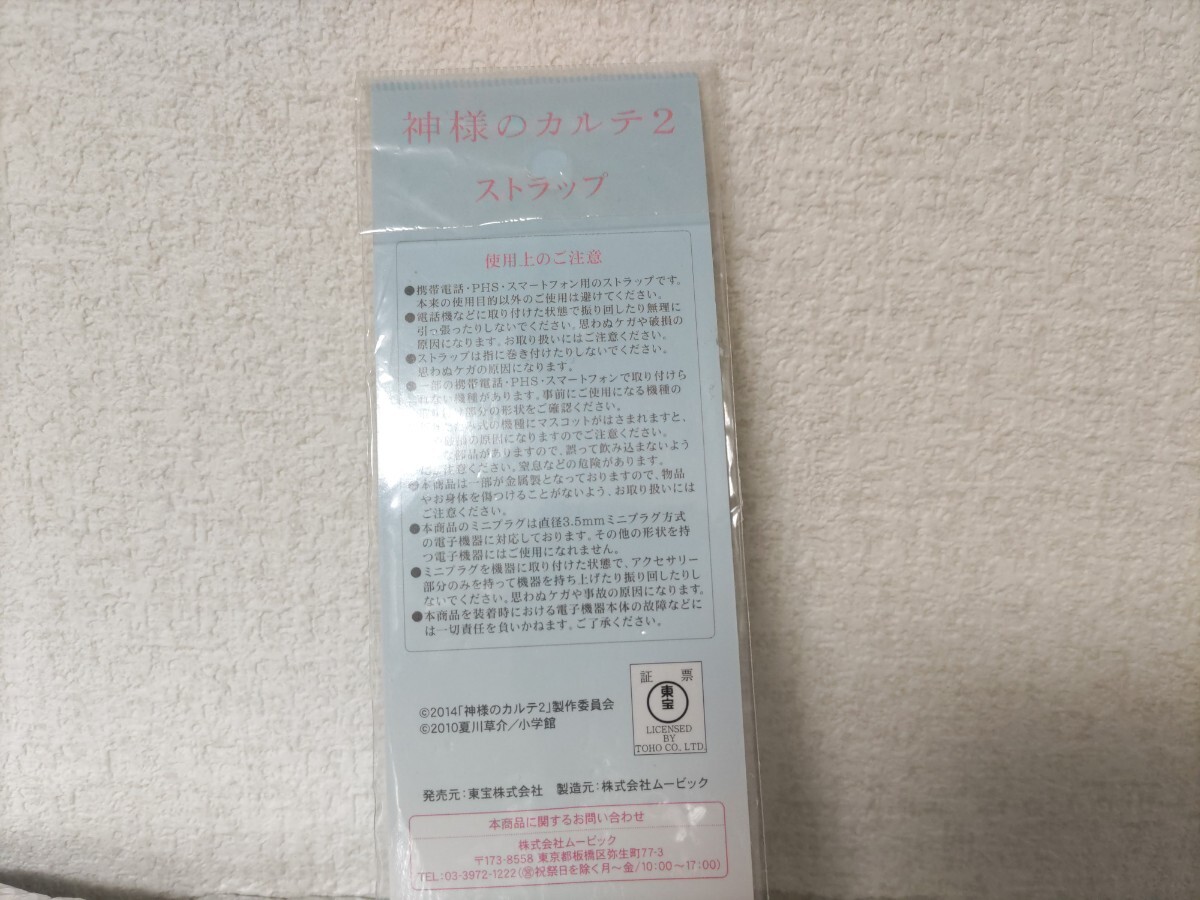 神様のカルテ2
ストラップ
使用上のご注意
●携帯電話・PHS・スマートフォン用のストラップです。
本来の使用目的以外のご使用は避けてください。
●電話機などに取り付けた状態で振り回したり無理に
引っ張ったりしないでください。思わぬケガや破損の
原因になります。お取り扱いにはご注意ください。
●ストラップは指に巻き付けたりしないでください。
思わぬケガの原因になります。
●一部の携帯電話・PHS・スマートフォンで取り付けら
れない機種があります。事前にご使用になる機種の
部分の形状をご確認ください。
式の機種にマスコットがはさまれますと、
の原因になりますのでご注意ください。
部品がありますので、誤って飲み込まないよう
にご注意ください。窒息などの危険があります。
●本商品は一部が金属製となっておりますので、物品
やお身体を傷つけることがないよう、お取り扱いには
ご注意ください。
●本商品のミニプラグは直径3.5mmミニプラグ方式
の電子機器に対応しております。その他の形状を持
つ電子機器にはご使用になれません。
●ミニプラグを機器に取り付けた状態で、アクセサリー
部分のみを持って機器を持ち上げたり振り回したりし
ないでください。思わぬケガや事故の原因になります。
●本商品を装着時における電子機器本体の故障などに
は一切責任を負いかねます。ご了承ください。
証 票
東宝
LICENSED
BY
TOHO CO., LTD.
©2014「神様のカルテ2」製作委員会
©2010夏川草介／小学館
発売元：東宝株式会社 製造元：株式会社ムービック
本商品に関するお問い合わせ
株式会社ムービック
〒173-8558 東京都板橋区弥生町77-3
TEL：03-3972-1222（㊡祝祭日を除く月～金/10:00～17:00）